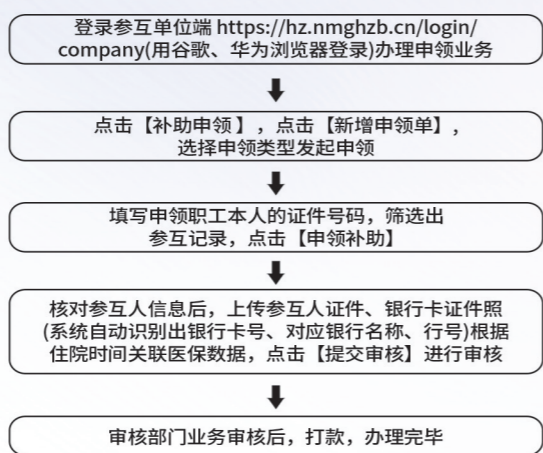 登录参互单位端 https://hz.nmghzb.cn/login/
company(用谷歌、华为浏览器登录)办理申领业务
点击【补助申领】，点击【新增申领单】，
选择申领类型发起申领
填写申领职工本人的证件号码，筛选出
参互记录，点击【申领补助】
核对参互人信息后，上传参互人证件、银行卡证件照
(系统自动识别出银行卡号、对应银行名称、行号)根据
住院时间关联医保数据，点击【提交审核】进行审核
审核部门业务审核后，打款，办理完毕